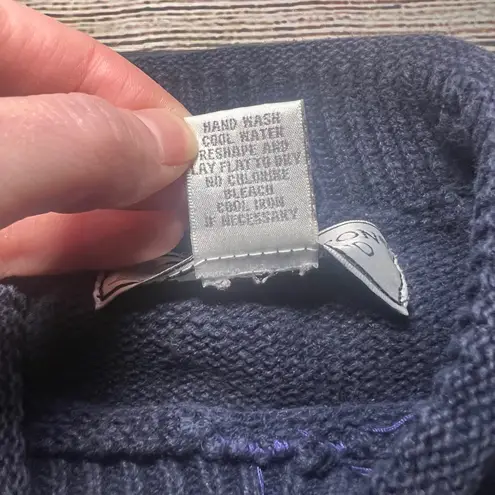 HAND WASH
COOL WATER
RESHAPE AND
LAY FLAT TO DRY
NO CHLORINE
BLEACH
COOL IRON
IF NECESSARY